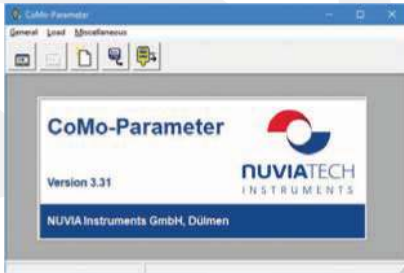 CoMo-Parameter
General Load Miscellaneous
CoMo-Parameter
Version 3.31
NUVIATECH
INSTRUMENTS
NUVIA Instruments GmbH, Dülmen